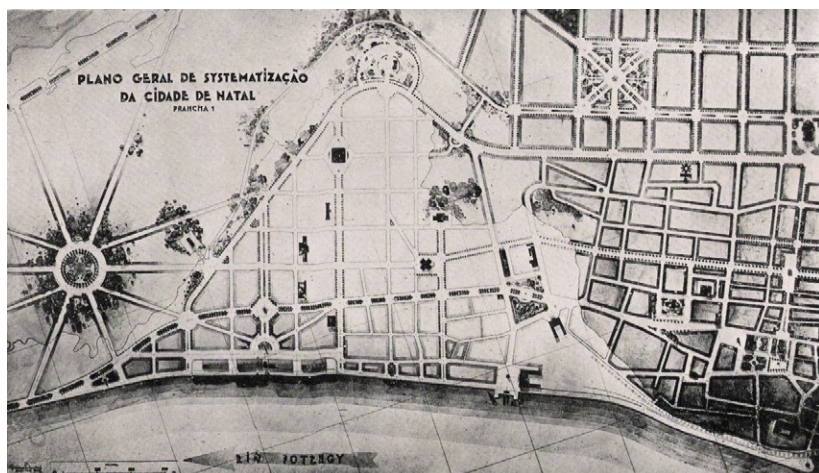 PLANO GERAL DE SYSTEMATIZAÇÃO
DA CIDADE DE NATAL
PRANCHA 1
RIO POTENGY